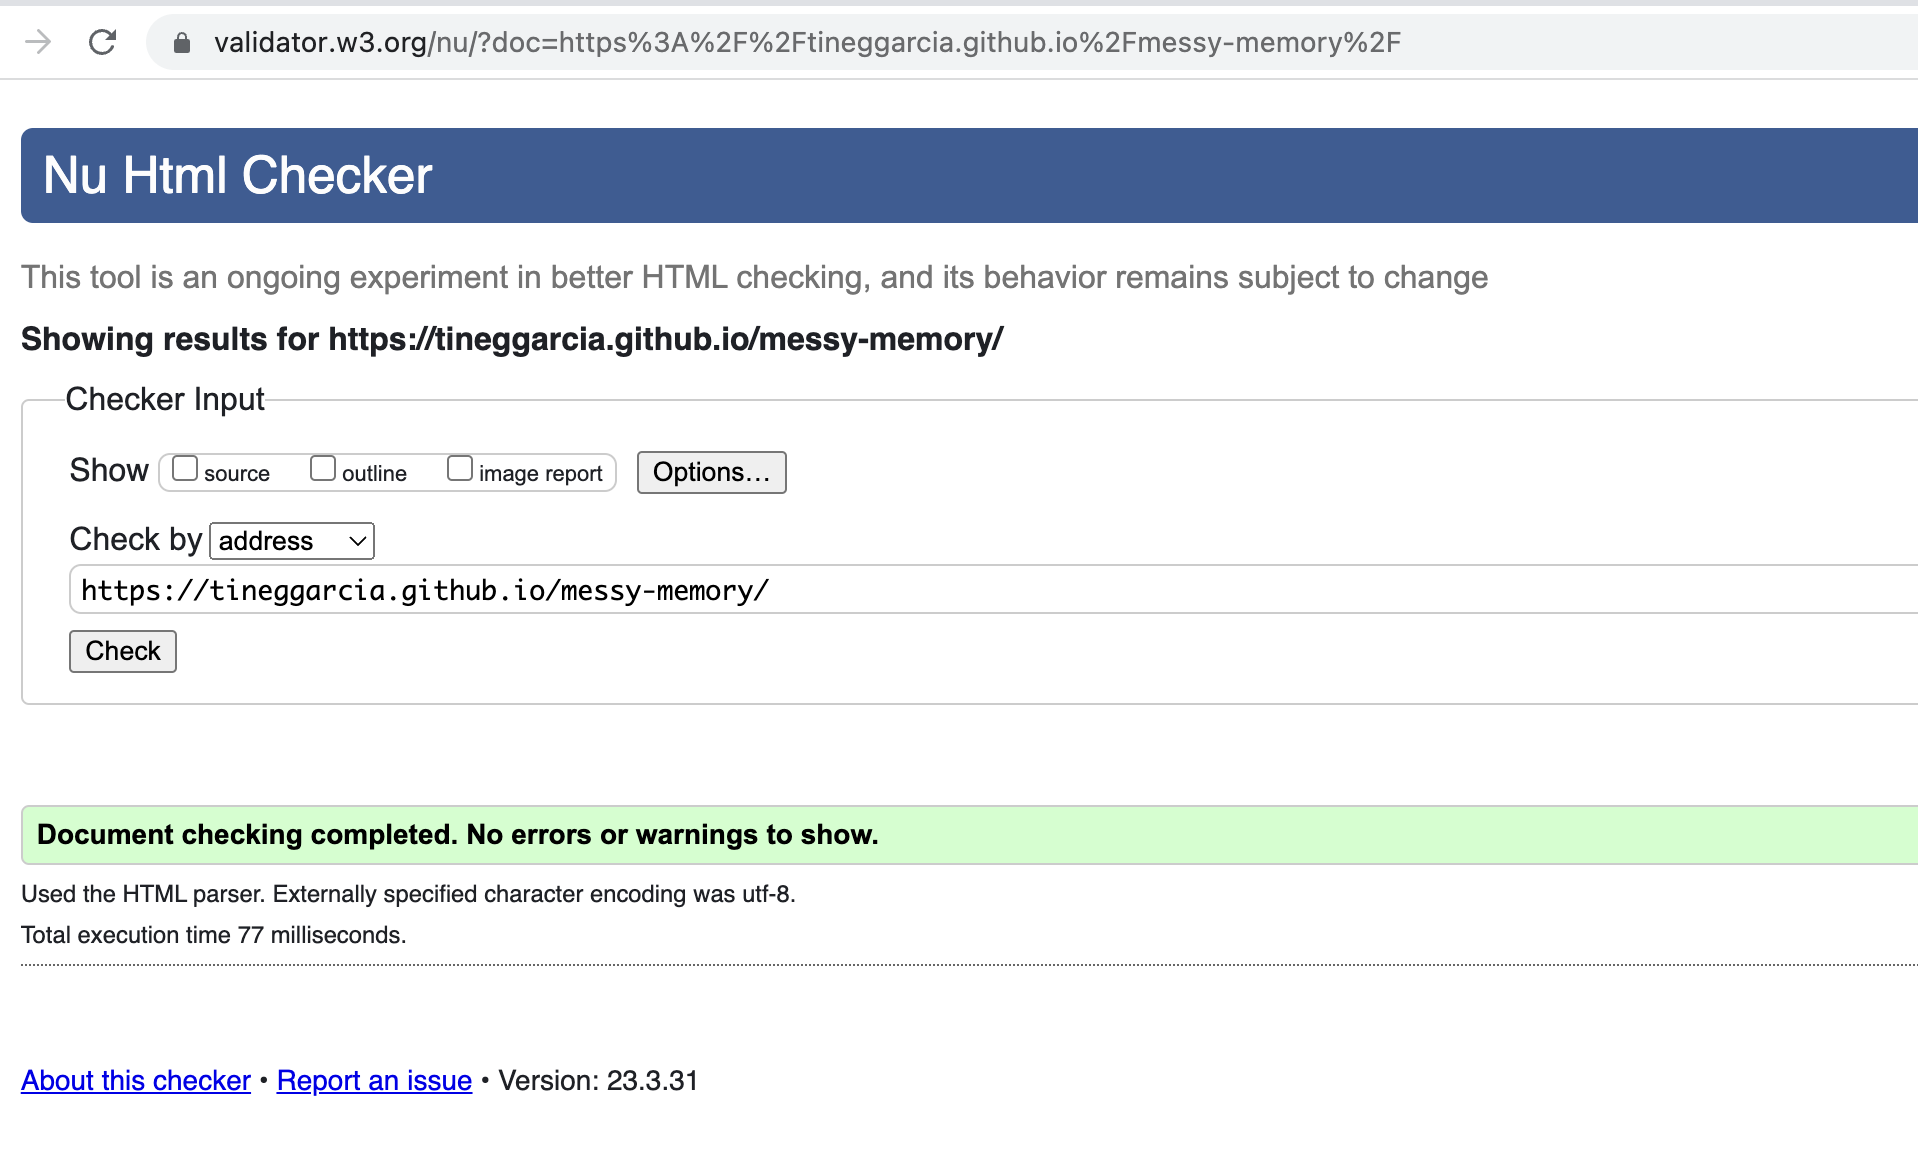 validator.w3.org/nu/?doc=https%3A%2F%2Ftineggarcia.github.io%2Fmessy-memory%2F
Nu Html Checker
This tool is an ongoing experiment in better HTML checking, and its behavior remains subject to change
Showing results for https://tineggarcia.github.io/messy-memory/
Checker Input
Show source outline image report Options...
Check by address
https://tineggarcia.github.io/messy-memory/
Check
Document checking completed. No errors or warnings to show.
Used the HTML parser. Externally specified character encoding was utf-8.
Total execution time 77 milliseconds.
About this checker • Report an issue • Version: 23.3.31